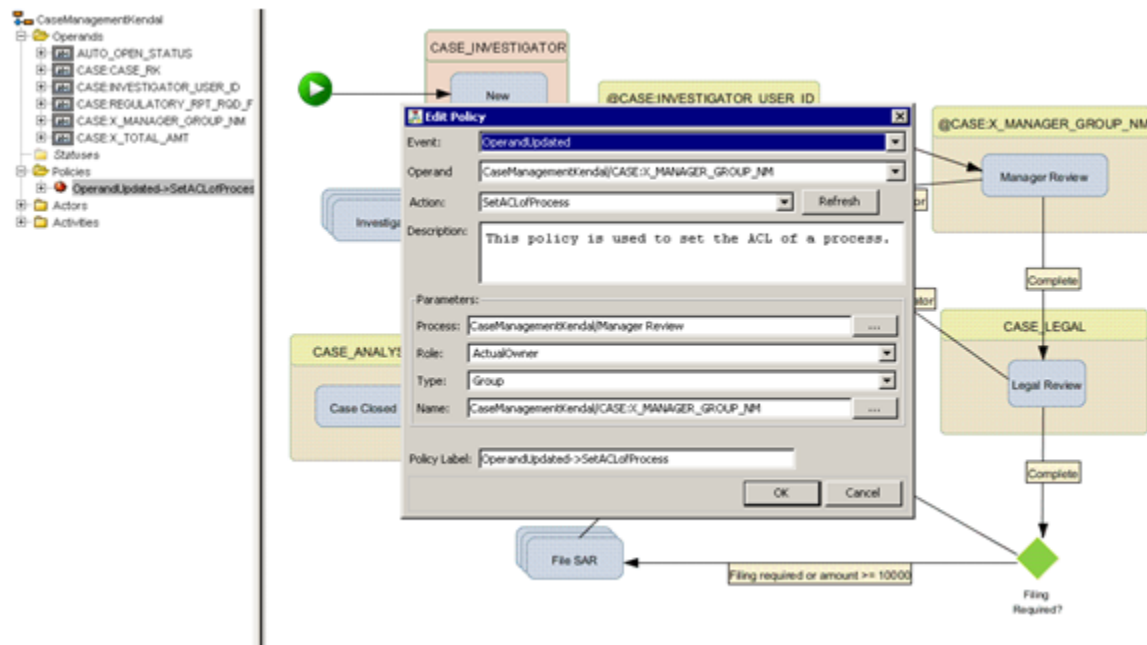 CaseManagementKendal
Operands
AUTO_OPEN_STATUS
CASE:CASE_RK
CASE:INVESTIGATOR_USER_ID
CASE:REGULATORY_RPT_RQD_F
CASE:X_MANAGER_GROUP_NM
CASE:X_TOTAL_AMT
Statuses
Policies
OperandUpdated->SetACLofProces
Actors
Activities
CASE_INVESTIGATOR
New
@CASE:INVESTIGATOR_USER_ID
@CASE:X_MANAGER_GROUP_NM
Manager Review
Investiga
Complete
CASE_LEGAL
Legal Review
CASE_ANALYS
Case Closed
Complete
File SAR
Filing required or amount >= 10000
Filing
Required?
Edit Policy
Event: OperandUpdated
Operand CaseManagementKendal/CASE:X_MANAGER_GROUP_NM
Action: SetACLofProcess Refresh
Description: This policy is used to set the ACL of a process.
Parameters:
Process: CaseManagementKendal/Manager Review ...
Role: ActualOwner
Type: Group
Name: CaseManagementKendal/CASE:X_MANAGER_GROUP_NM ...
Policy Label: OperandUpdated->SetACLofProcess
OK Cancel